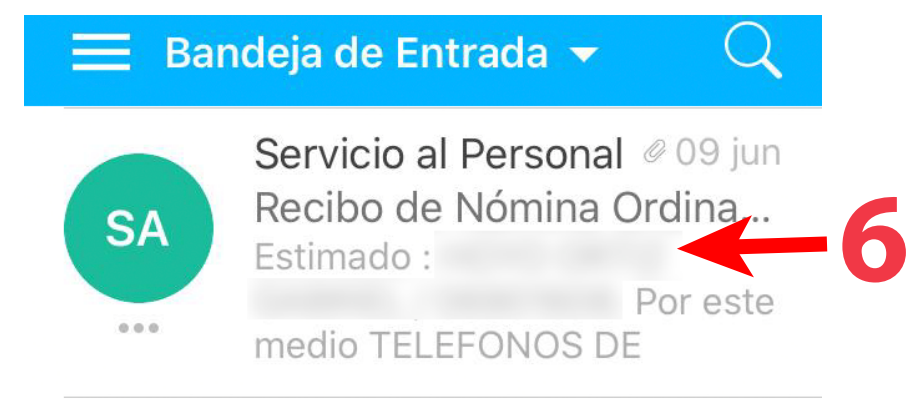 Bandeja de Entrada
Servicio al Personal 09 jun
SA
Recibo de Nómina Ordina...
Estimado :
6
Por este
medio TELEFONOS DE